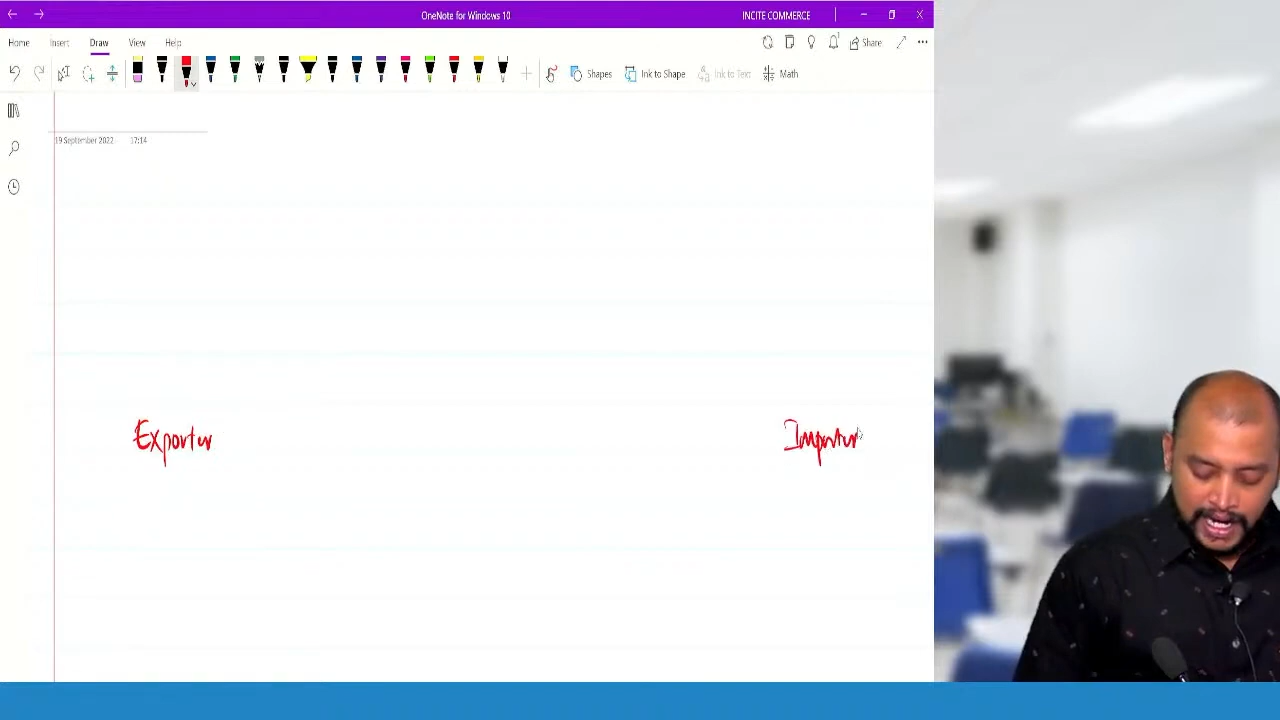 OneNote for Windows 10
INCITE COMMERCE
Home Insert Draw View Help
Share
Shapes Ink to Shape Ink to Text Math
19 September 2022 17:14
Exporter Importer